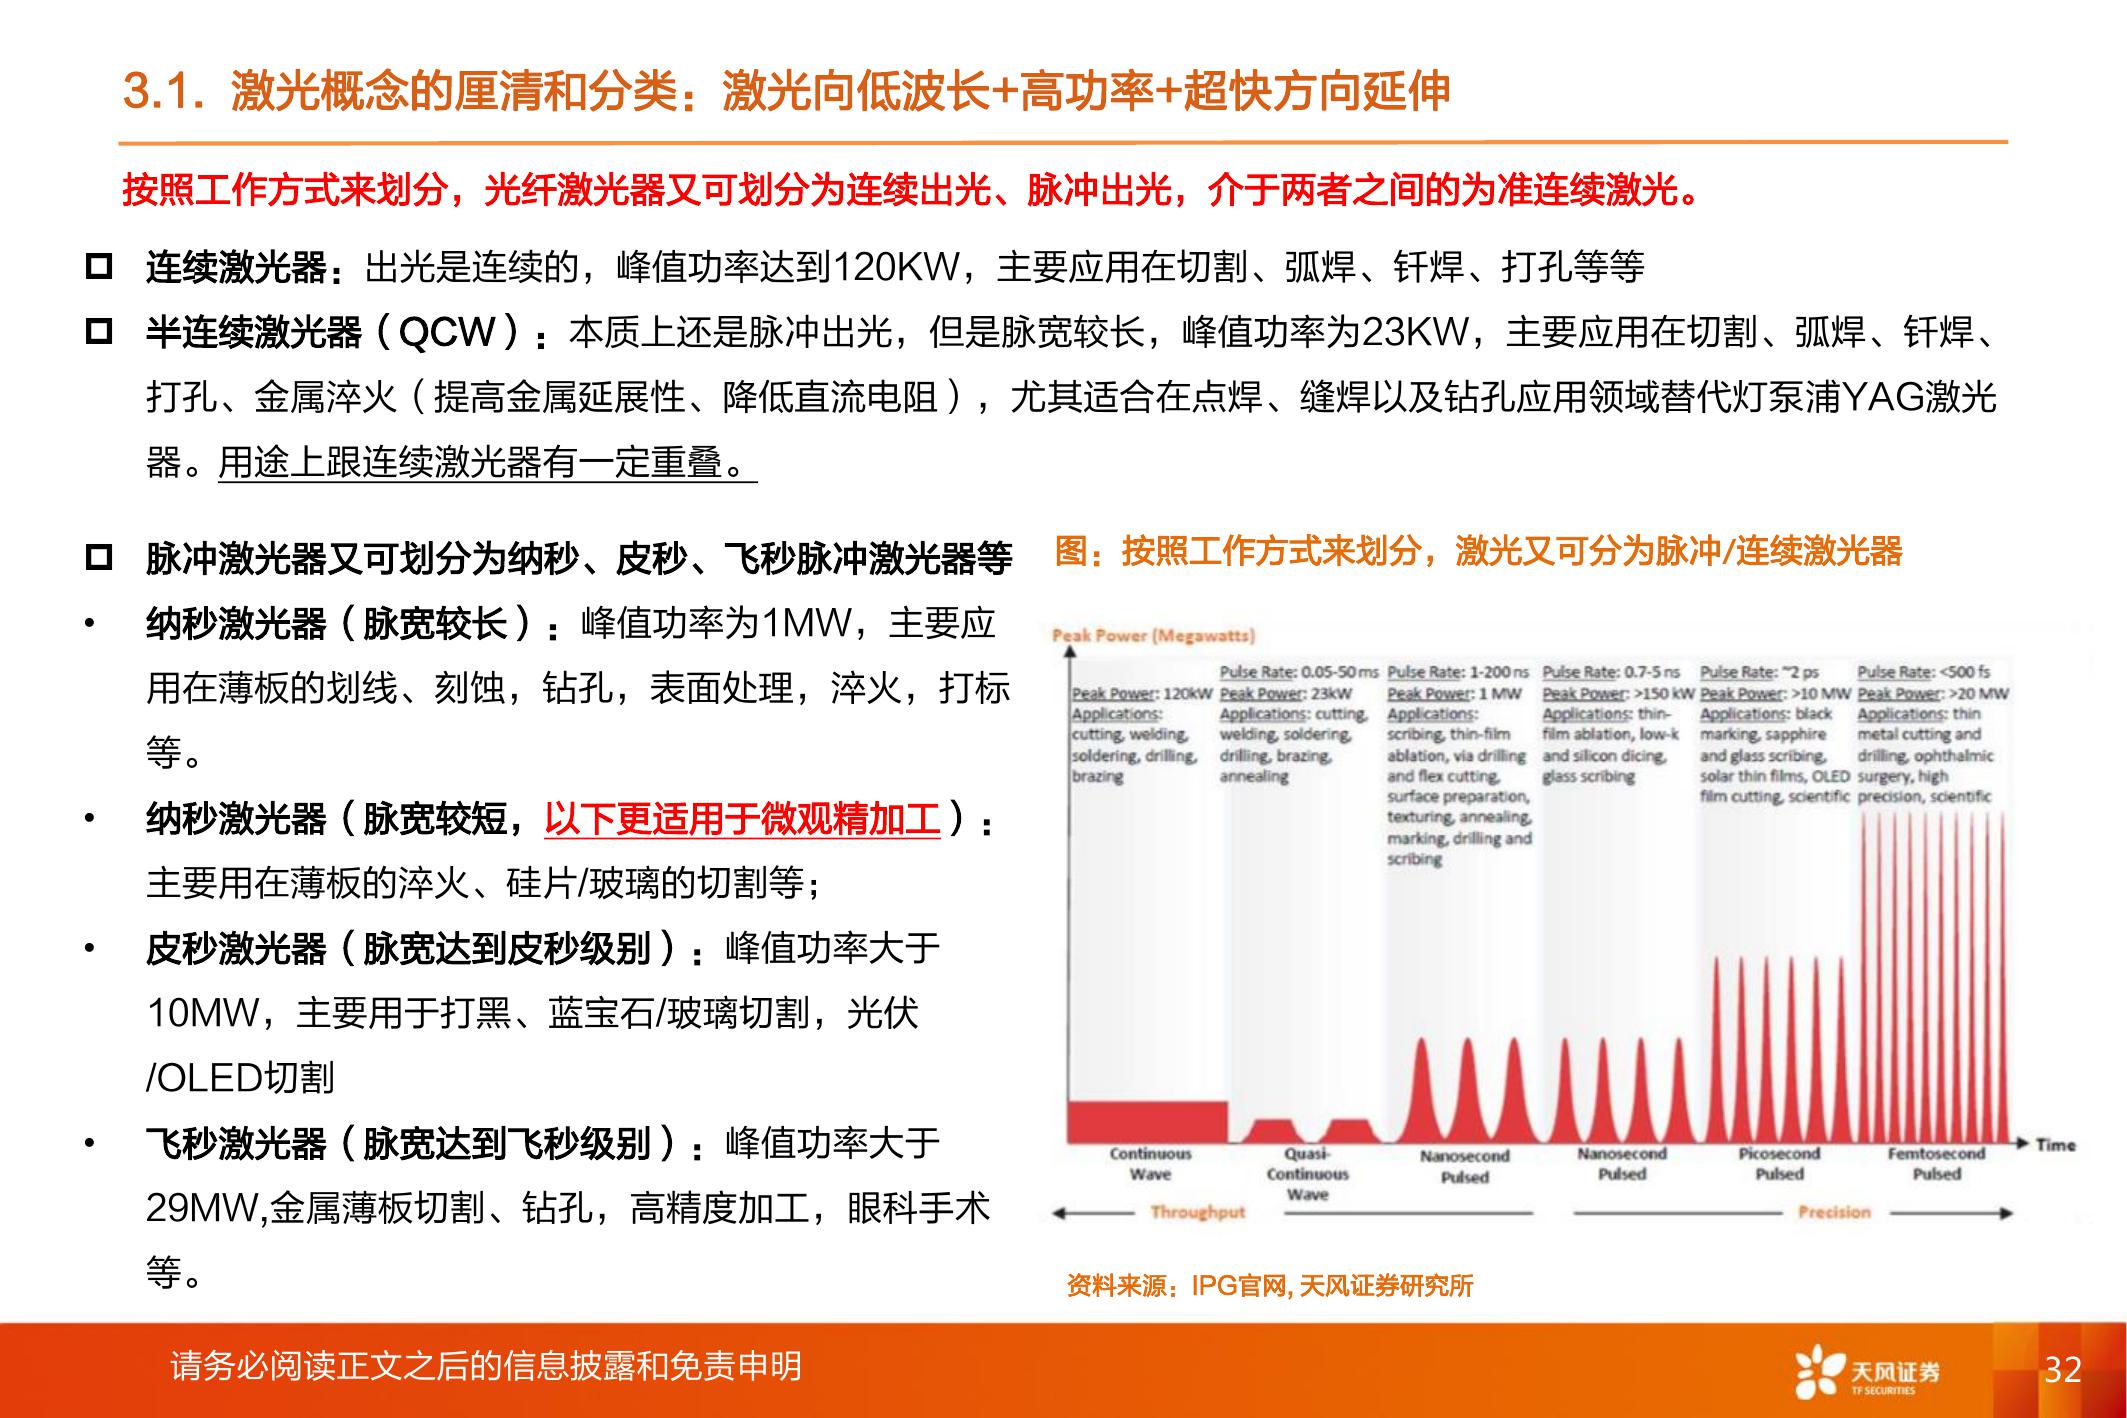 3.1. 激光概念的厘清和分类：激光向低波长+高功率+超快方向延伸
按照工作方式来划分，光纤激光器又可划分为连续出光、脉冲出光，介于两者之间的为准连续激光。
连续激光器：出光是连续的，峰值功率达到120KW，主要应用在切割、弧焊、钎焊、打孔等等
半连续激光器（QCW）：本质上还是脉冲出光，但是脉宽较长，峰值功率为23KW，主要应用在切割、弧焊、钎焊、
打孔、金属淬火（提高金属延展性、降低直流电阻），尤其适合在点焊、缝焊以及钻孔应用领域替代灯泵浦YAG激光
器。用途上跟连续激光器有一定重叠。
脉冲激光器又可划分为纳秒、皮秒、飞秒脉冲激光器等
• 纳秒激光器（脉宽较长）：峰值功率为1MW，主要应
用在薄板的划线、刻蚀，钻孔，表面处理，淬火，打标
等。
• 纳秒激光器（脉宽较短，以下更适用于微观精加工）：
主要用在薄板的淬火、硅片/玻璃的切割等；
• 皮秒激光器（脉宽达到皮秒级别）：峰值功率大于
10MW，主要用于打黑、蓝宝石/玻璃切割，光伏
/OLED切割
• 飞秒激光器（脉宽达到飞秒级别）：峰值功率大于
29MW,金属薄板切割、钻孔，高精度加工，眼科手术
等。
图：按照工作方式来划分，激光又可分为脉冲/连续激光器
Peak Power (Megawatts)
Peak Power: 120kW
Applications:
cutting, welding,
soldering, drilling,
brazing
Pulse Rate: 0.05-50 ms
Peak Power: 23kW
Applications: cutting,
welding, soldering,
drilling, brazing,
annealing
Pulse Rate: 1-200 ns
Peak Power: 1 MW
Applications:
scribing, thin-film
ablation, via drilling
and flex cutting,
surface preparation,
texturing, annealing,
marking, drilling and
scribing
Pulse Rate: 0.7-5 ns
Peak Power: >150 kW
Applications: thin-
film ablation, low-k
and silicon dicing,
glass scribing
Pulse Rate: ~2 ps
Peak Power: >10 MW
Applications: black
marking, sapphire
and glass scribing,
solar thin films, OLED
film cutting, scientific
Pulse Rate: <500 fs
Peak Power: >20 MW
Applications: thin
metal cutting and
drilling, ophthalmic
surgery, high
precision, scientific
Time
Continuous
Wave
Quasi-
Continuous
Wave
Nanosecond
Pulsed
Nanosecond
Pulsed
Picosecond
Pulsed
Femtosecond
Pulsed
Throughput
Precision
资料来源：IPG官网, 天风证券研究所
请务必阅读正文之后的信息披露和免责申明
天风证券
TF SECURITIES
32